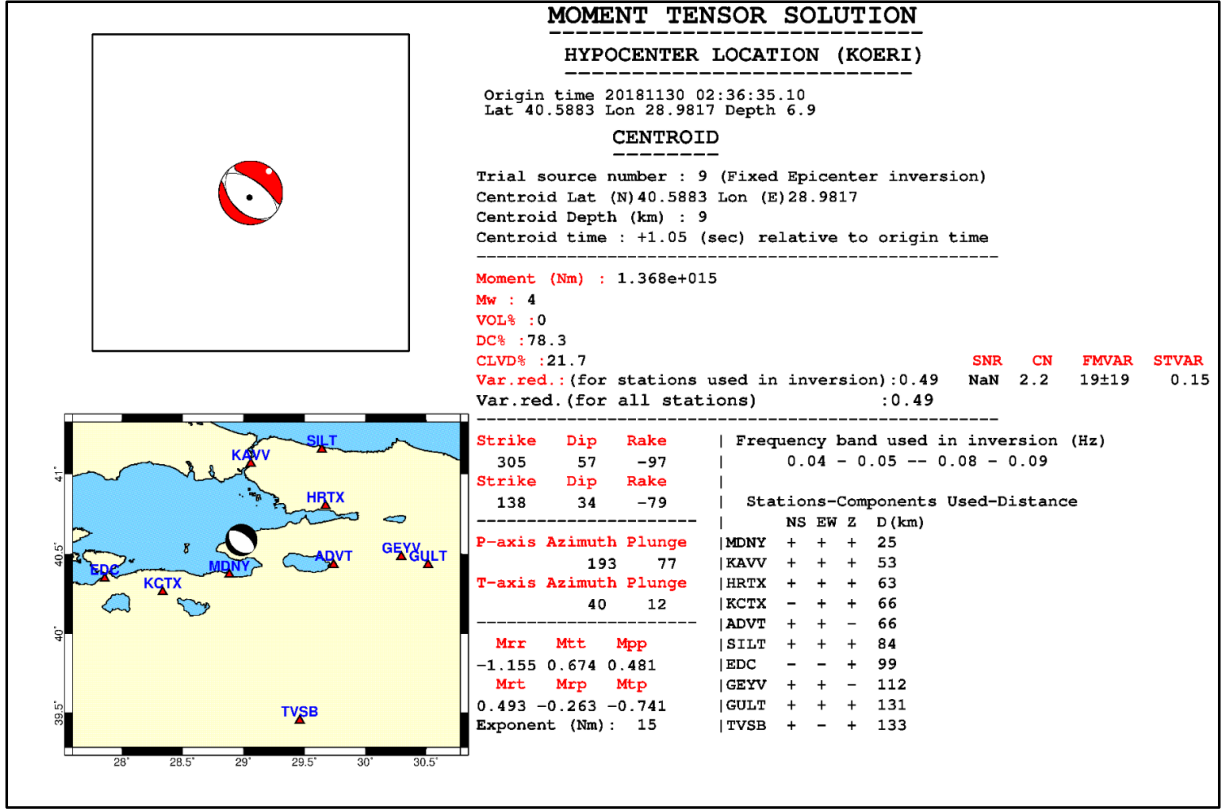 MOMENT TENSOR SOLUTION
HYPOCENTER LOCATION (KOERI)
Origin time 20181130 02:36:35.10
Lat 40.5883 Lon 28.9817 Depth 6.9
CENTROID
Trial source number : 9 (Fixed Epicenter inversion)
Centroid Lat (N)40.5883 Lon (E)28.9817
Centroid Depth (km) : 9
Centroid time : +1.05 (sec) relative to origin time
Moment (Nm) : 1.368e+015
Mw : 4
VOL% :0
DC% :78.3
CLVD% :21.7 SNR CN FMVAR STVAR
Var.red.:(for stations used in inversion):0.49 NaN 2.2 19±19 0.15
Var.red.(for all stations) :0.49
Strike Dip Rake | Frequency band used in inversion (Hz)
305 57 -97 | 0.04 - 0.05 -- 0.08 - 0.09
Strike Dip Rake |
138 34 -79 | Stations-Components Used-Distance
| NS EW Z D(km)
P-axis Azimuth Plunge |MDNY + + + 25
193 77 |KAVV + + + 53
T-axis Azimuth Plunge |HRTX + + + 63
40 12 |KCTX - + + 66
|ADVT + + - 66
Mrr Mtt Mpp |SILT + + + 84
-1.155 0.674 0.481 |EDC - - + 99
Mrt Mrp Mtp |GEYV + + - 112
0.493 -0.263 -0.741 |GULT + + + 131
Exponent (Nm): 15 |TVSB + - + 133
SILT
KAVV
41°
HRTX
40.5°
GEYV
ADVT
GULT
MDNY
EDC
KCTX
40°
TVSB
39.5°
28° 28.5° 29° 29.5° 30° 30.5°